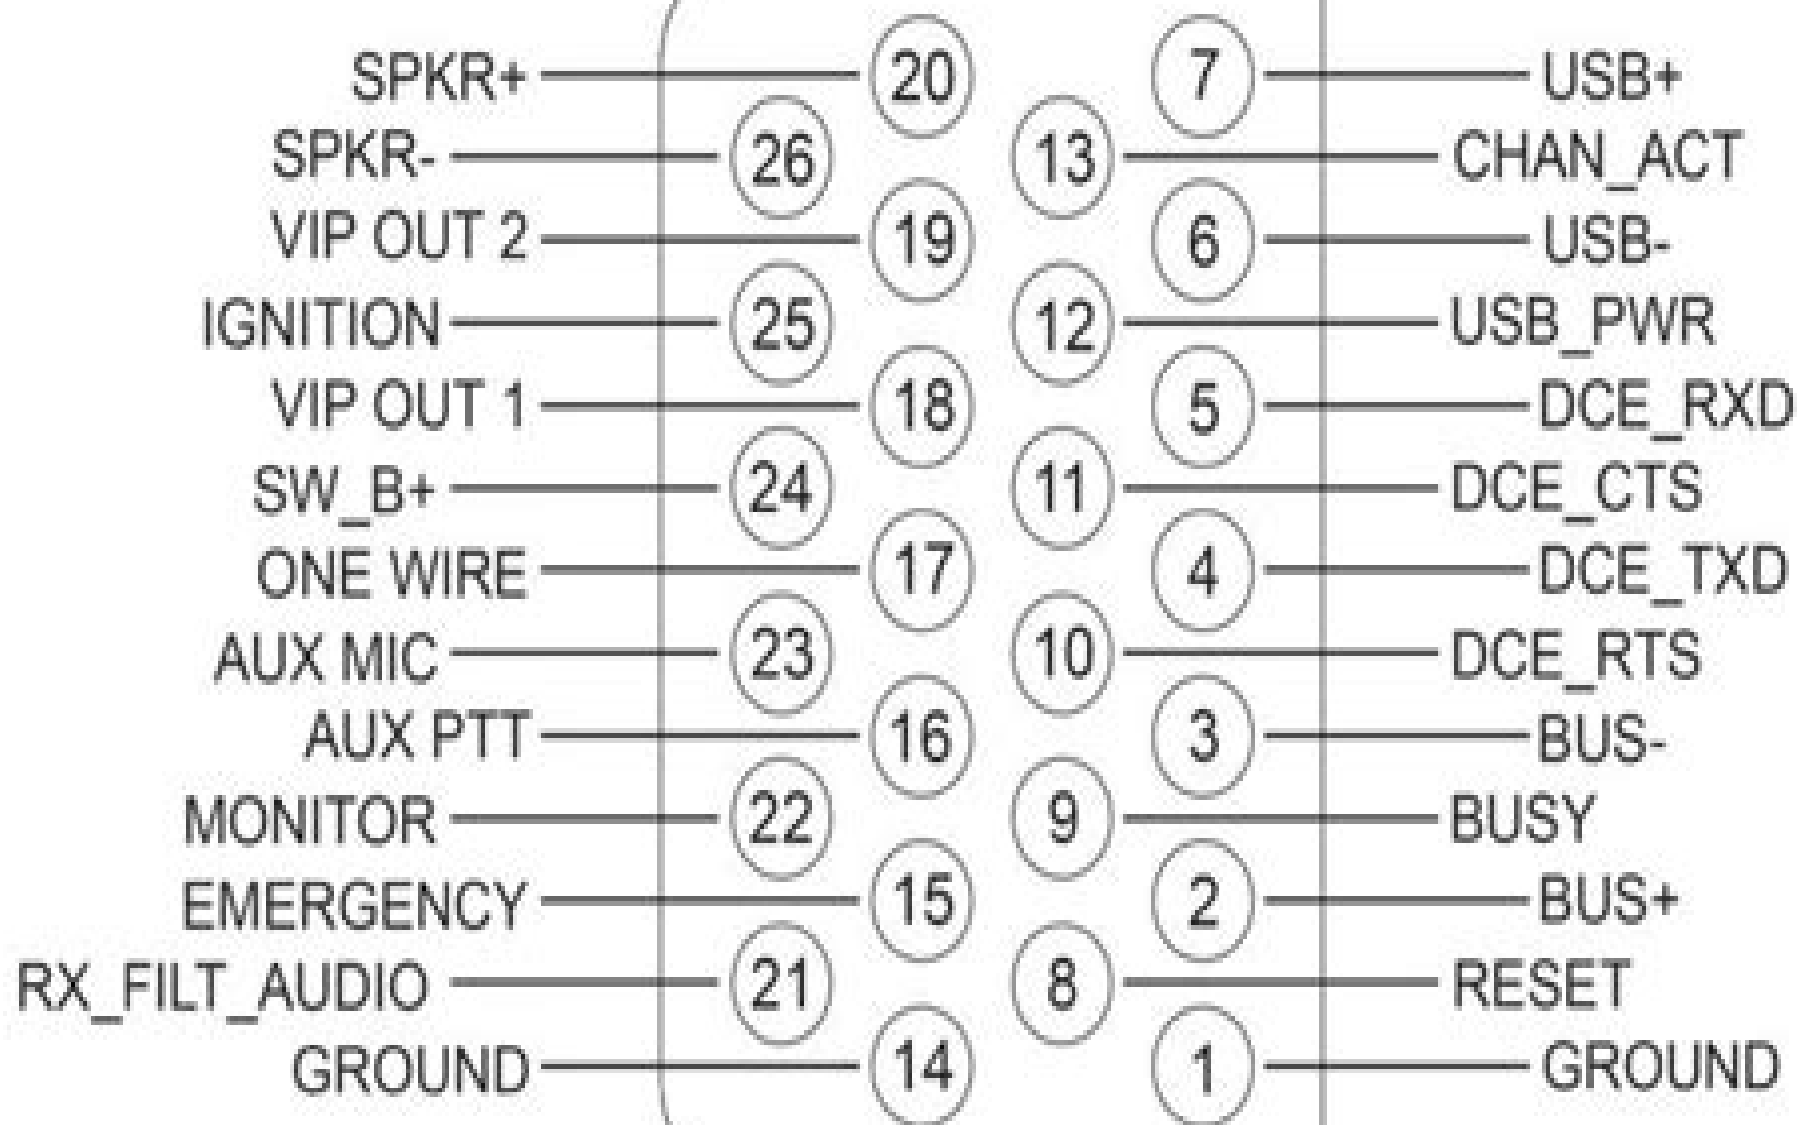 SPKR+ 20 7 USB+
SPKR- 26 13 CHAN_ACT
VIP OUT 2 19 6 USB-
IGNITION 25 12 USB_PWR
VIP OUT 1 18 5 DCE_RXD
SW_B+ 24 11 DCE_CTS
ONE WIRE 17 4 DCE_TXD
AUX MIC 23 10 DCE_RTS
AUX PTT 16 3 BUS-
MONITOR 22 9 BUSY
EMERGENCY 15 2 BUS+
RX_FILT_AUDIO 21 8 RESET
GROUND 14 1 GROUND